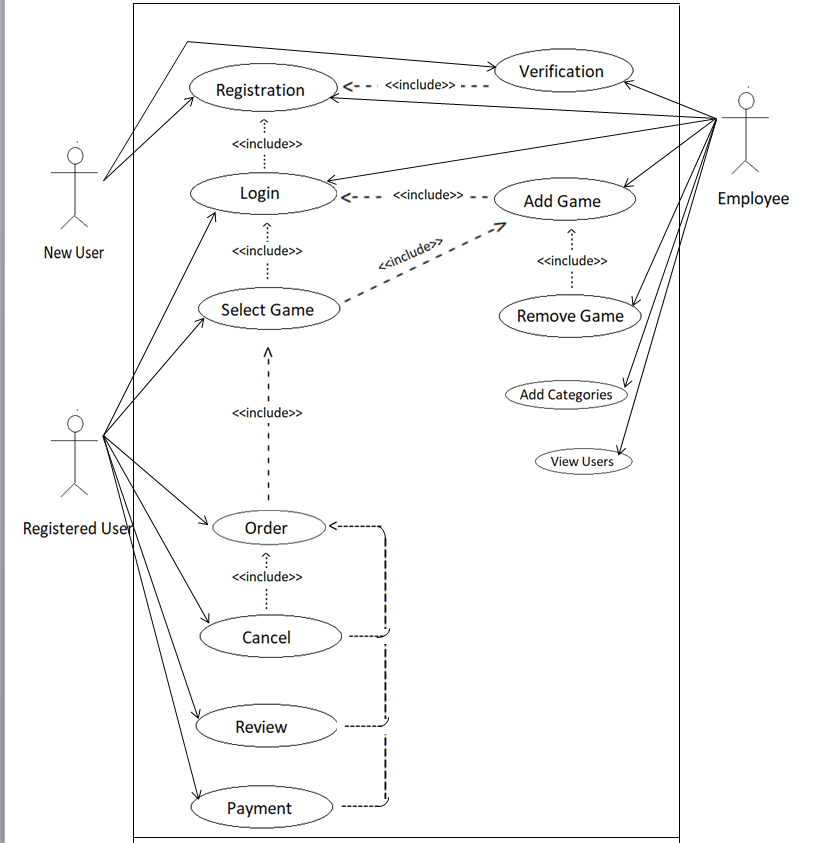 Verification
Registration
<<include>>
<<include>>
Login
<<include>>
Add Game
Employee
New User
<<include>>
<<include>>
<<include>>
Select Game
Remove Game
Add Categories
<<include>>
View Users
Registered User
Order
<<include>>
Cancel
Review
Payment